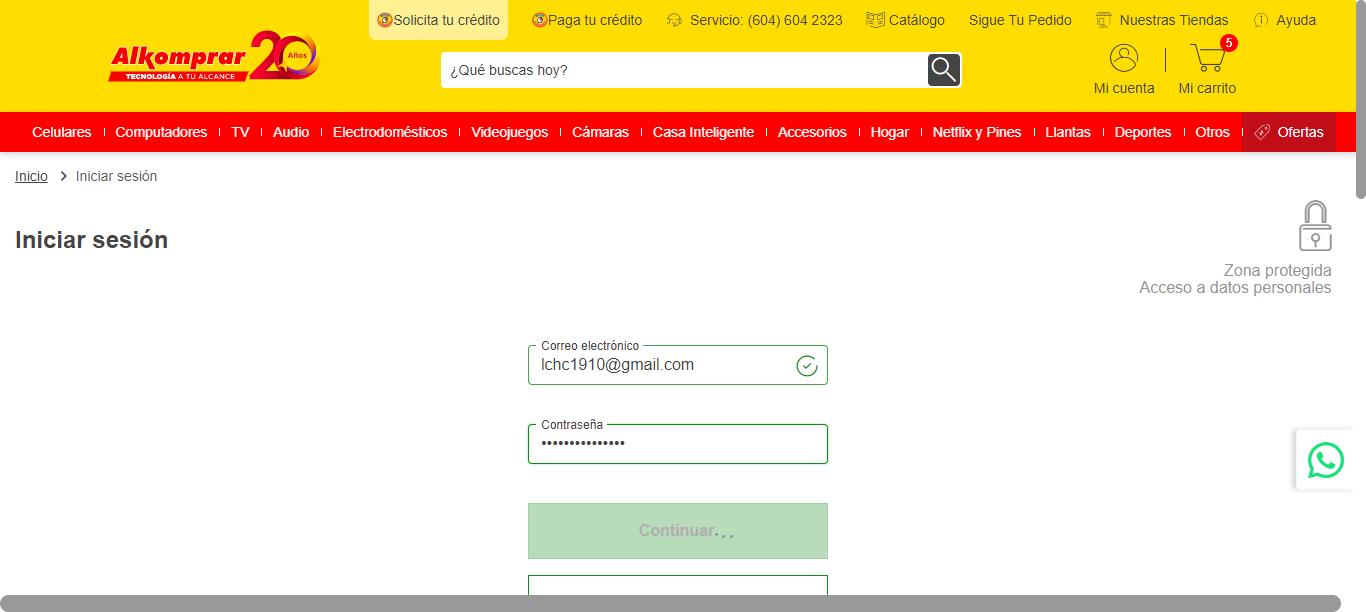 Solicita tu crédito
Paga tu crédito
Servicio: (604) 604 2323
Catálogo
Sigue Tu Pedido
Nuestras Tiendas
Ayuda
Alkomprar 20 Años
TECNOLOGÍA A TU ALCANCE
¿Qué buscas hoy?
5
Mi cuenta
Mi carrito
Celulares
Computadores
TV
Audio
Electrodomésticos
Videojuegos
Cámaras
Casa Inteligente
Accesorios
Hogar
Netflix y Pines
Llantas
Deportes
Otros
Ofertas
Inicio > Iniciar sesión
Iniciar sesión
Zona protegida
Acceso a datos personales
Correo electrónico
lchc1910@gmail.com
Contraseña
•••••••••••••••
Continuar...